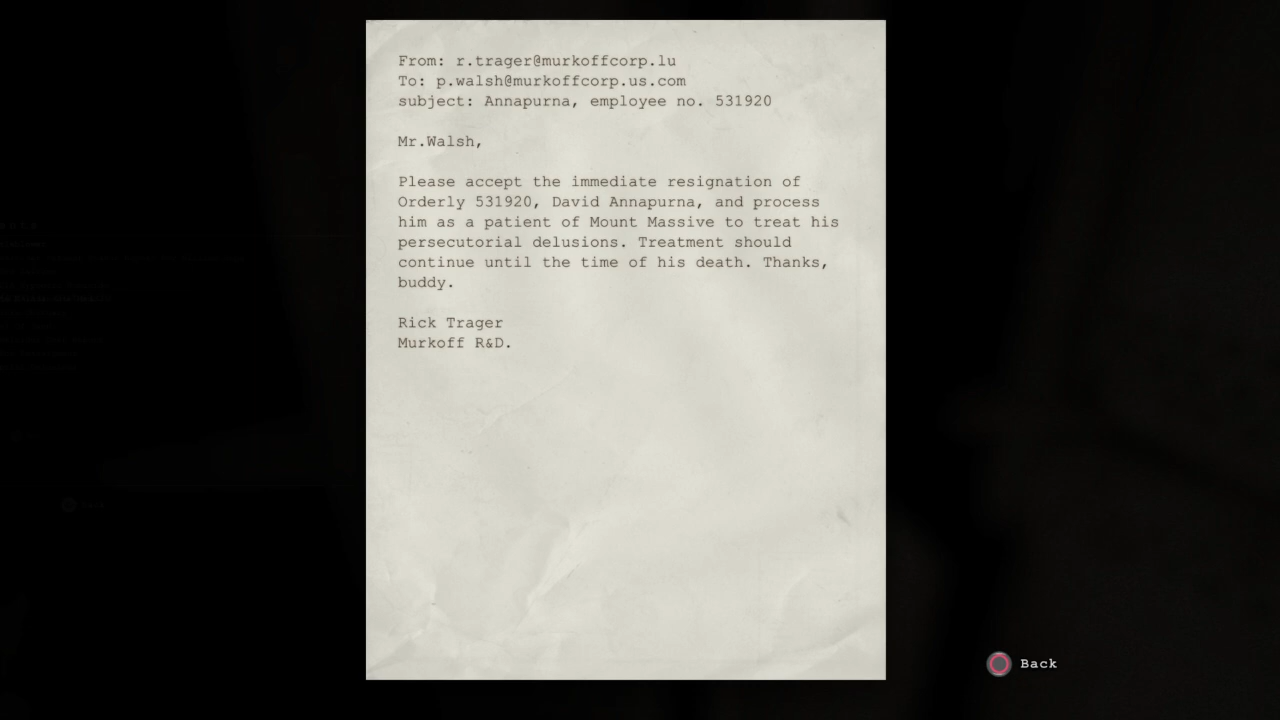 From: r.trager@murkoffcorp.lu
To: p.walsh@murkoffcorp.us.com
subject: Annapurna, employee no. 531920
Mr.Walsh,
Please accept the immediate resignation of
Orderly 531920, David Annapurna, and process
him as a patient of Mount Massive to treat his
persecutorial delusions. Treatment should
continue until the time of his death. Thanks,
buddy.
Rick Trager
Murkoff R&D.
Back